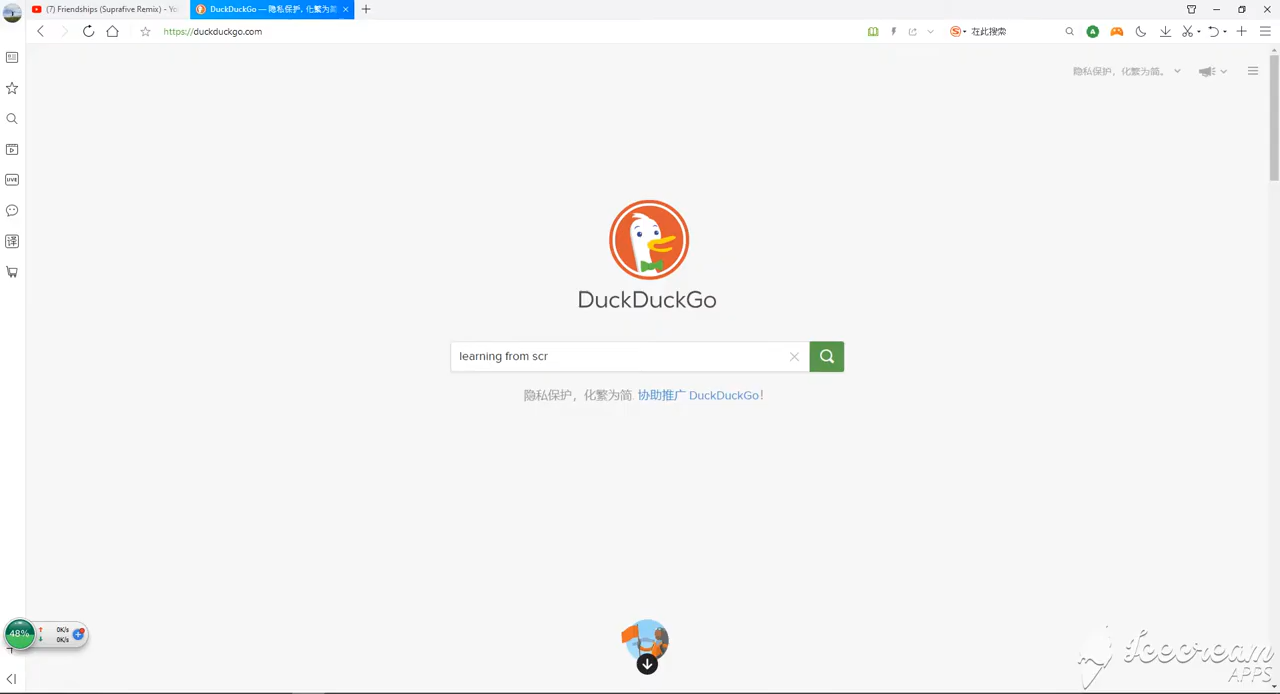 (7) Friendships (Suprafive Remix) - Yo
DuckDuckGo — 隐私保护, 化繁为简
https://duckduckgo.com
在此搜索
隐私保护，化繁为简。
LIVE
译
DuckDuckGo
learning from scr
隐私保护，化繁为简. 协助推广 DuckDuckGo!
48%
0K/s
0K/s
Icecream
APPS